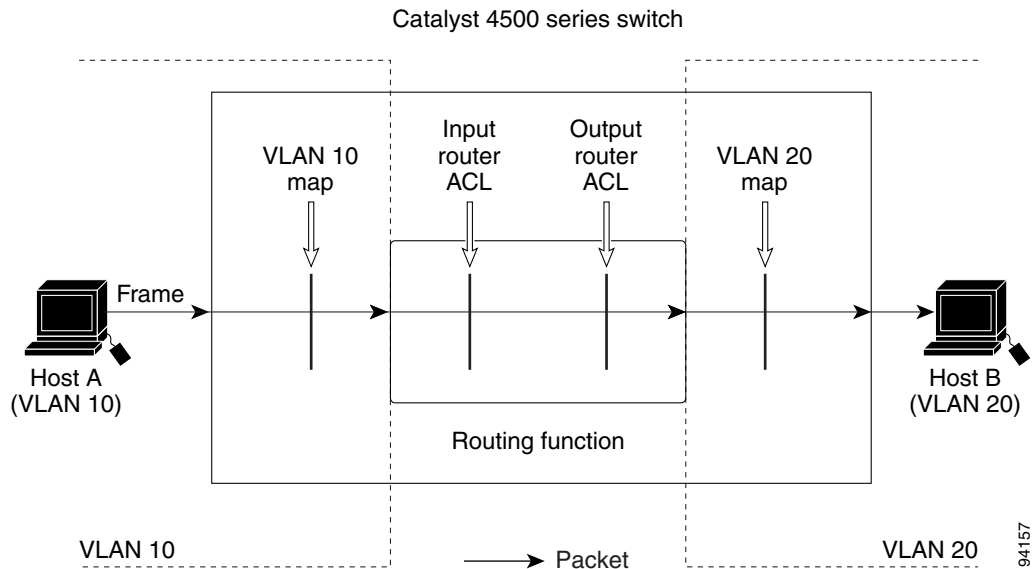 Catalyst 4500 series switch
VLAN 10
map
Input
router
ACL
Output
router
ACL
VLAN 20
map
Frame
Host A
(VLAN 10)
Host B
(VLAN 20)
Routing function
VLAN 10
Packet
VLAN 20
94157